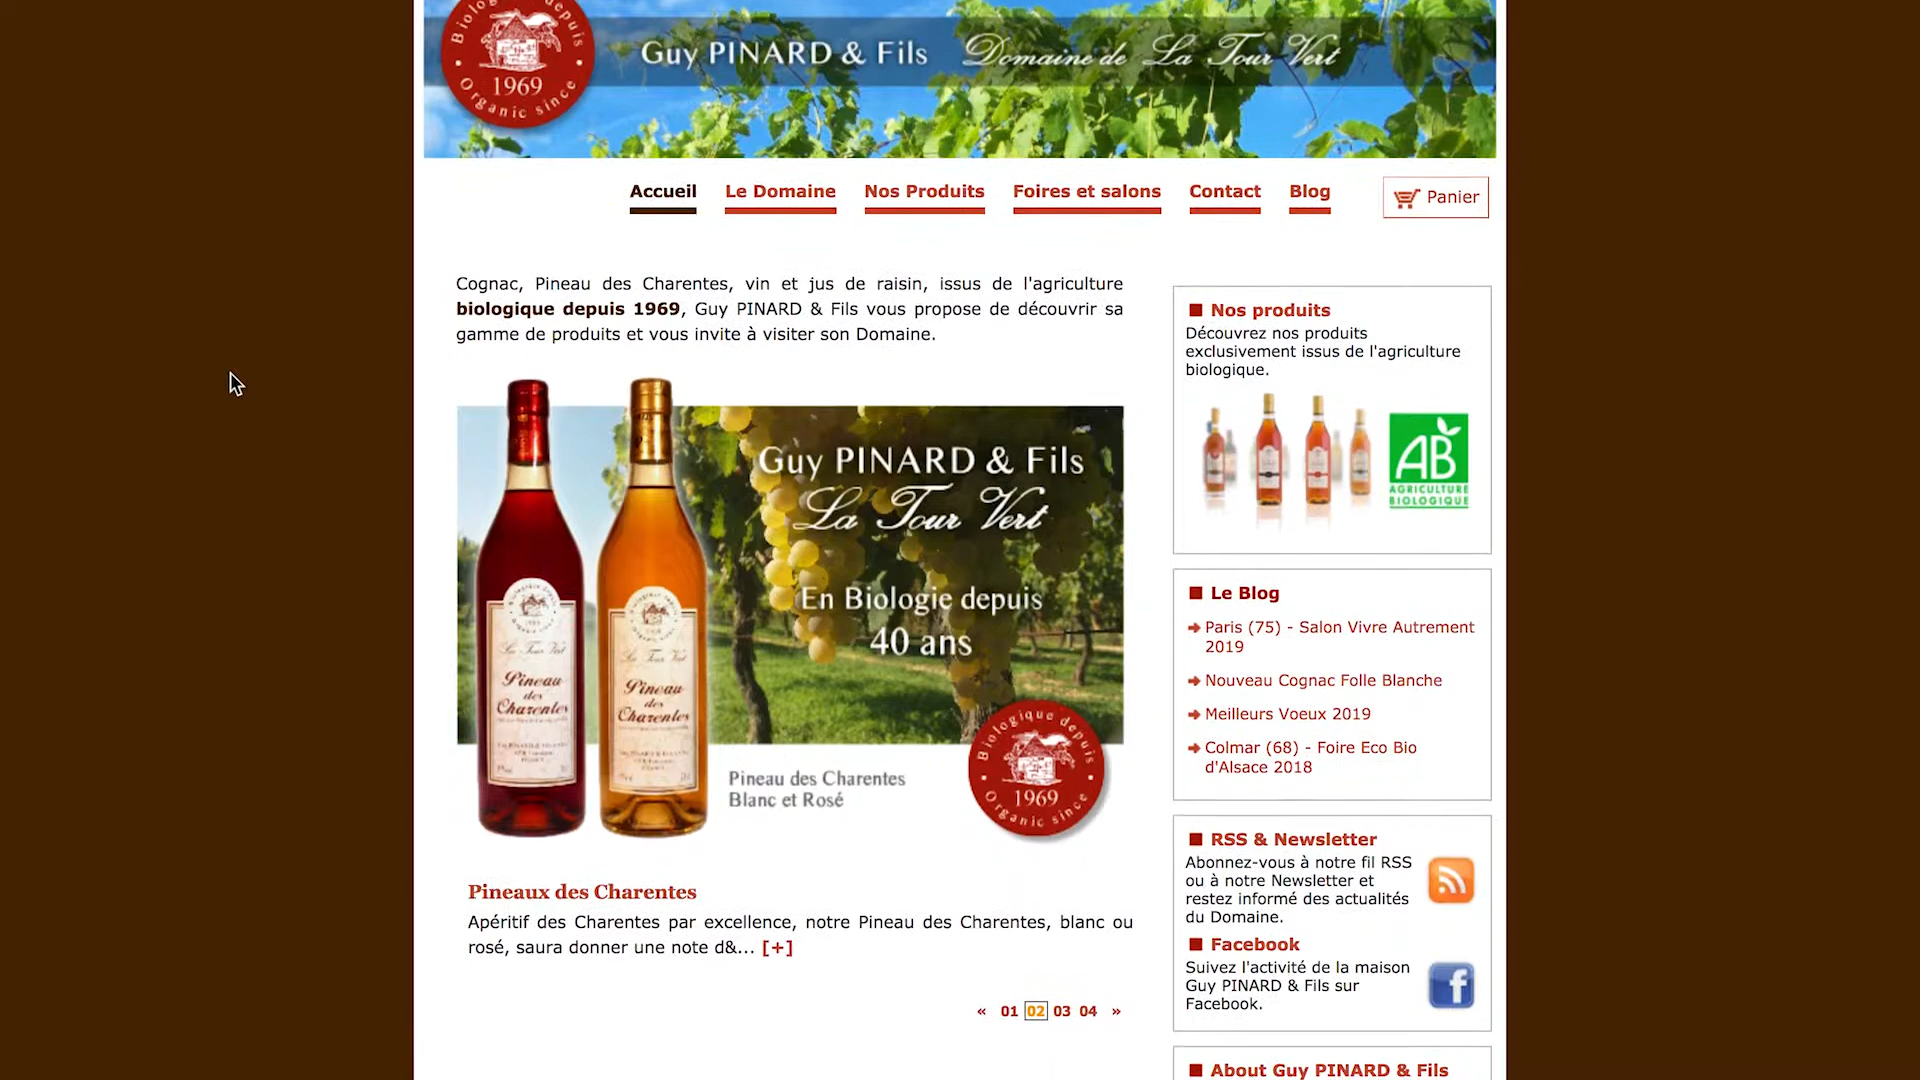 Biologique depuis
1969
Organic since
Guy PINARD & Fils Domaine de La Tour Vert
Accueil Le Domaine Nos Produits Foires et salons Contact Blog Panier
Cognac, Pineau des Charentes, vin et jus de raisin, issus de l'agriculture
biologique depuis 1969, Guy PINARD & Fils vous propose de découvrir sa
gamme de produits et vous invite à visiter son Domaine.
Guy PINARD & Fils
La Tour Vert
En Biologie depuis
40 ans
La Tour Vert
Pineau
des
Charentes
La Tour Vert
Pineau
des
Charentes
Pineau des Charentes
Blanc et Rosé
Biologique depuis
1969
Organic since
Pineaux des Charentes
Apéritif des Charentes par excellence, notre Pineau des Charentes, blanc ou
rosé, saura donner une note d&... [+]
« 01 02 03 04 »
Nos produits
Découvrez nos produits
exclusivement issus de l'agriculture
biologique.
AB
AGRICULTURE
BIOLOGIQUE
Le Blog
Paris (75) - Salon Vivre Autrement
2019
Nouveau Cognac Folle Blanche
Meilleurs Voeux 2019
Colmar (68) - Foire Eco Bio
d'Alsace 2018
RSS & Newsletter
Abonnez-vous à notre fil RSS
ou à notre Newsletter et
restez informé des actualités
du Domaine.
Facebook
Suivez l'activité de la maison
Guy PINARD & Fils sur
Facebook.
About Guy PINARD & Fils